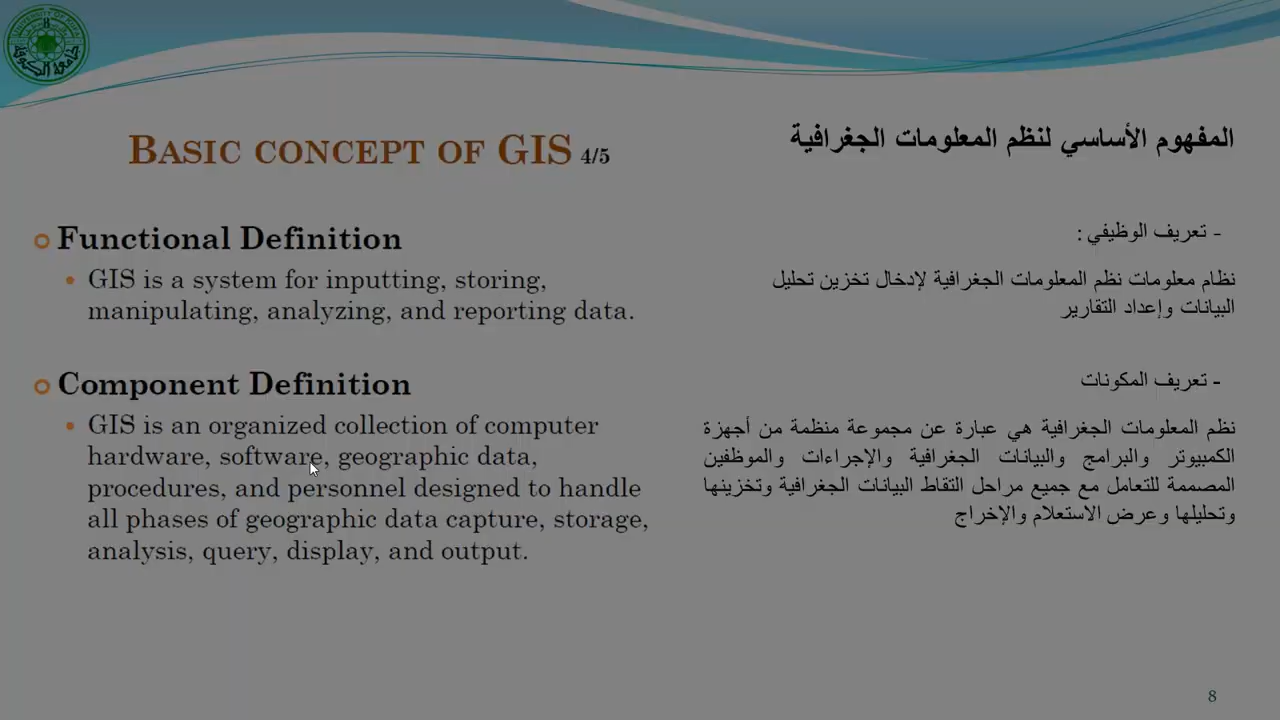 BASIC CONCEPT OF GIS 4/5
Functional Definition
GIS is a system for inputting, storing,
manipulating, analyzing, and reporting data.
Component Definition
GIS is an organized collection of computer
hardware, software, geographic data,
procedures, and personnel designed to handle
all phases of geographic data capture, storage,
analysis, query, display, and output.
المفهوم الأساسي لنظم المعلومات الجغرافية
- تعريف الوظيفي :
نظام معلومات نظم المعلومات الجغرافية لإدخال تخزين تحليل
البيانات وإعداد التقارير
- تعريف المكونات
نظم المعلومات الجغرافية هي عبارة عن مجموعة منظمة من أجهزة
الكمبيوتر والبرامج والبيانات الجغرافية والإجراءات والموظفين
المصممة للتعامل مع جميع مراحل التقاط البيانات الجغرافية وتخزينها
وتحليلها وعرض الاستعلام والإخراج
8
جامعة الكوفة